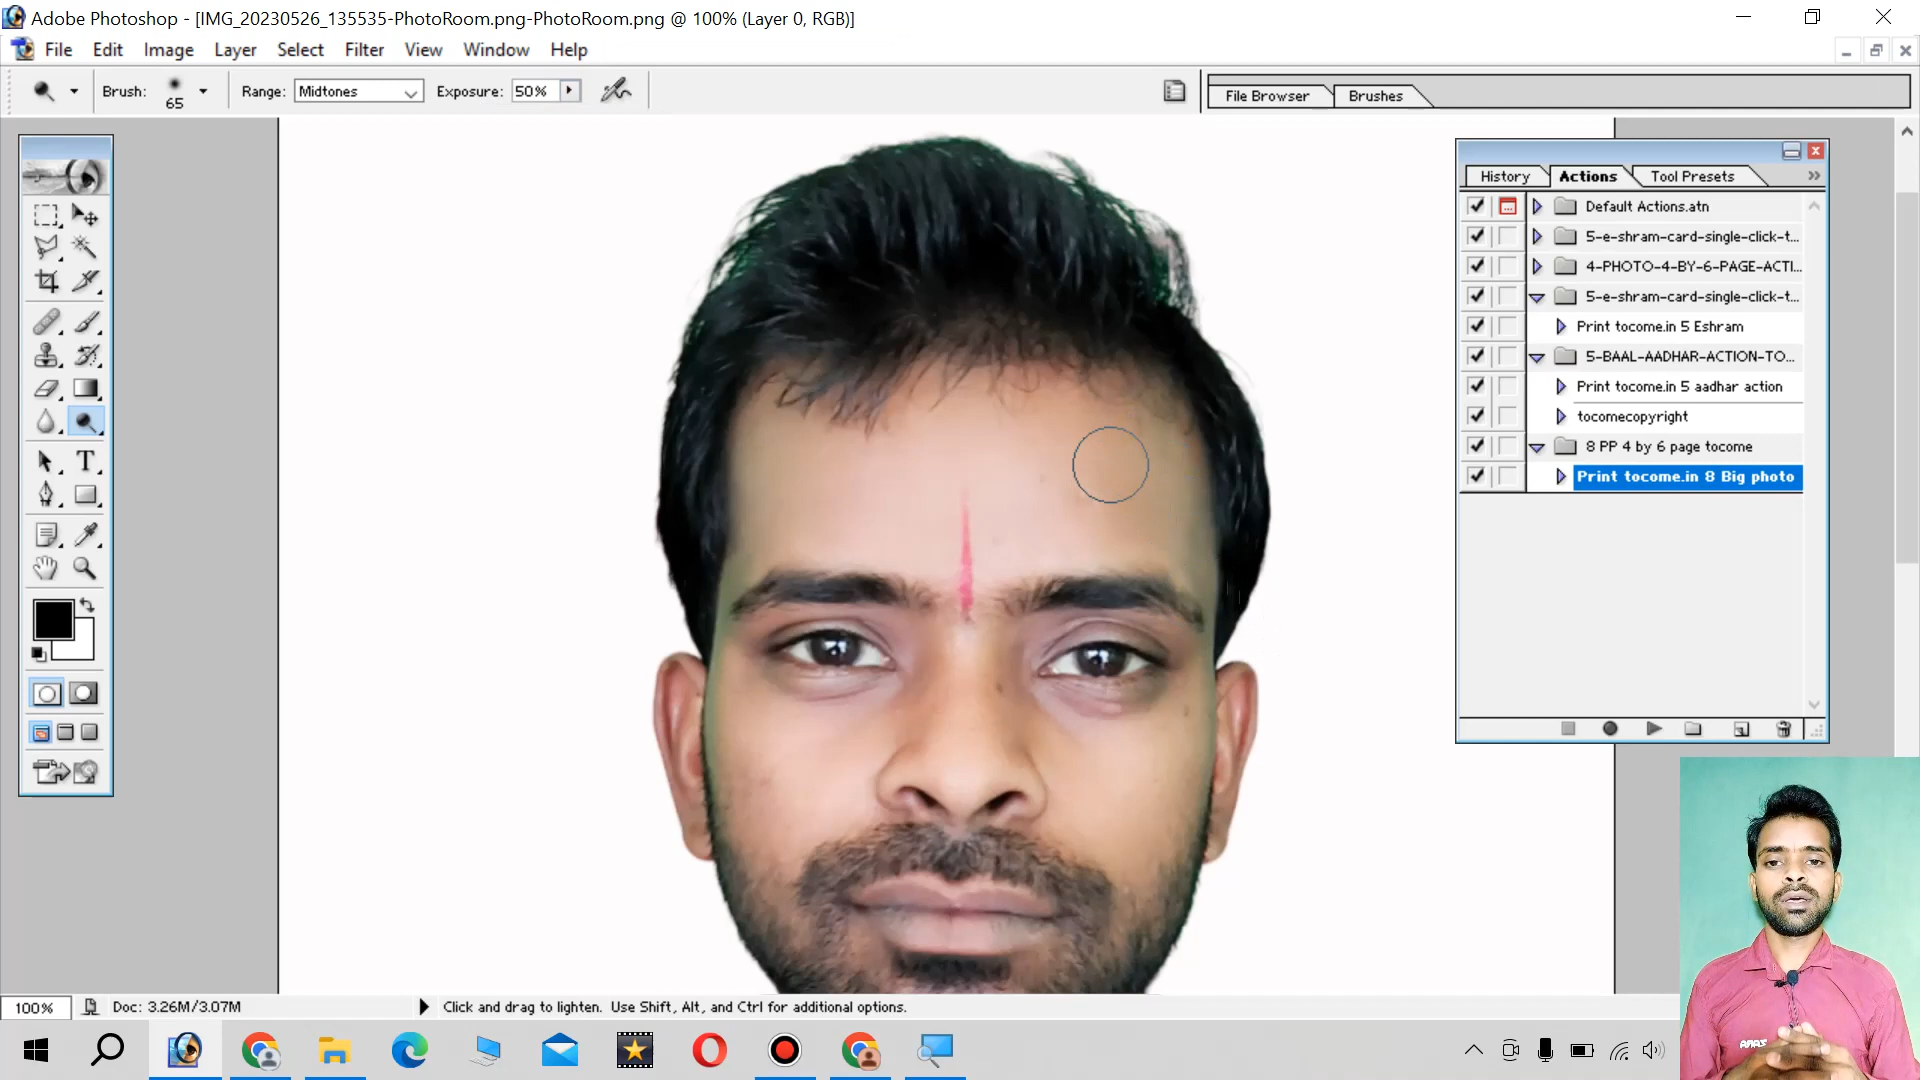 Adobe Photoshop - [IMG_20230526_135535-PhotoRoom.png-PhotoRoom.png @ 100% (Layer 0, RGB)]
File Edit Image Layer Select Filter View Window Help
Brush: 65 Range: Midtones Exposure: 50% File Browser Brushes
History Actions Tool Presets
Default Actions.atn
5-e-shram-card-single-click-t...
4-PHOTO-4-BY-6-PAGE-ACTI...
5-e-shram-card-single-click-t...
Print tocome.in 5 Eshram
5-BAAL-AADHAR-ACTION-TO...
Print tocome.in 5 aadhar action
tocomecopyright
8 PP 4 by 6 page tocome
Print tocome.in 8 Big photo
100% Doc: 3.26M/3.07M Click and drag to lighten. Use Shift, Alt, and Ctrl for additional options.